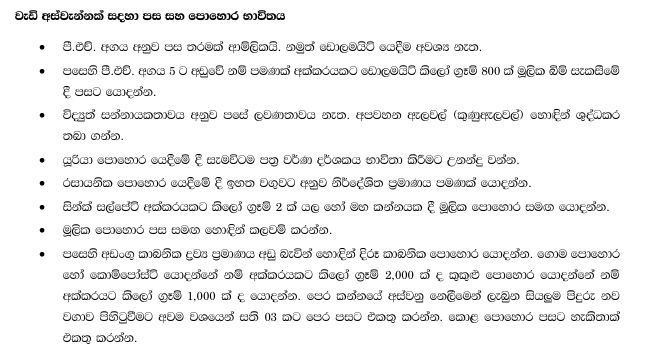 වැඩි අස්වැන්නක් සදහා පස සහ පොහොර භාවිතය
• පී.එච්. අගය අනුව පස තරමක් ආම්ලිකයි. නමුත් ඩොලමයිට් යෙදීම අවශ්‍ය නැත.
• පසෙහි පී.එච්. අගය 5 ට අඩුවේ නම් පමණක් අක්කරයකට ඩොලමයිට් කිලෝ ග්‍රෑම් 800 ක් මූලික බිම් සැකසීමේ
දී පසට යොදන්න.
• විද්‍යුත් සන්නායකතාවය අනුව පසේ ලවණතාවය නැත. අපවහන ඇලවල් (කුණුඇලවල්) හොඳින් ශුද්ධකර
තබා ගන්න.
• යූරියා පොහොර යෙදීමේ දී සැමවිටම පත්‍ර වර්ණ දර්ශකය භාවිතා කිරීමට උනන්දු වන්න.
• රසායනික පොහොර යෙදීමේ දී ඉහත වගුවට අනුව නිර්දේශිත ප්‍රමාණය පමණක් යොදන්න.
• සින්ක් සල්පේට් අක්කරයකට කිලෝ ග්‍රෑම් 2 ක් යල හෝ මහ කන්නයක දී මූලික පොහොර සමඟ යොදන්න.
• මූලික පොහොර පස සමඟ හොඳින් කලවම් කරන්න.
• පසෙහි අඩංගු කාබනික ද්‍රව්‍ය ප්‍රමාණය අඩු බැවින් හොඳින් දිරූ කාබනික පොහොර යොදන්න. ගොම පොහොර
හෝ කොම්පෝස්ට් යොදන්නේ නම් අක්කරයකට කිලෝ ග්‍රෑම් 2,000 ක් ද කුකුළු පොහොර යොදන්නේ නම්
අක්කරයට කිලෝ ග්‍රෑම් 1,000 ක් ද යොදන්න. පෙර කන්නයේ අස්වනු නෙලීමෙන් ලැබුන සියලුම පිදුරු නව
වගාව පිහිටුවීමට අවම වශයෙන් සති 03 කට පෙර පසට එකතු කරන්න. කොළ පොහොර පසට හැකිතාක්
එකතු කරන්න.